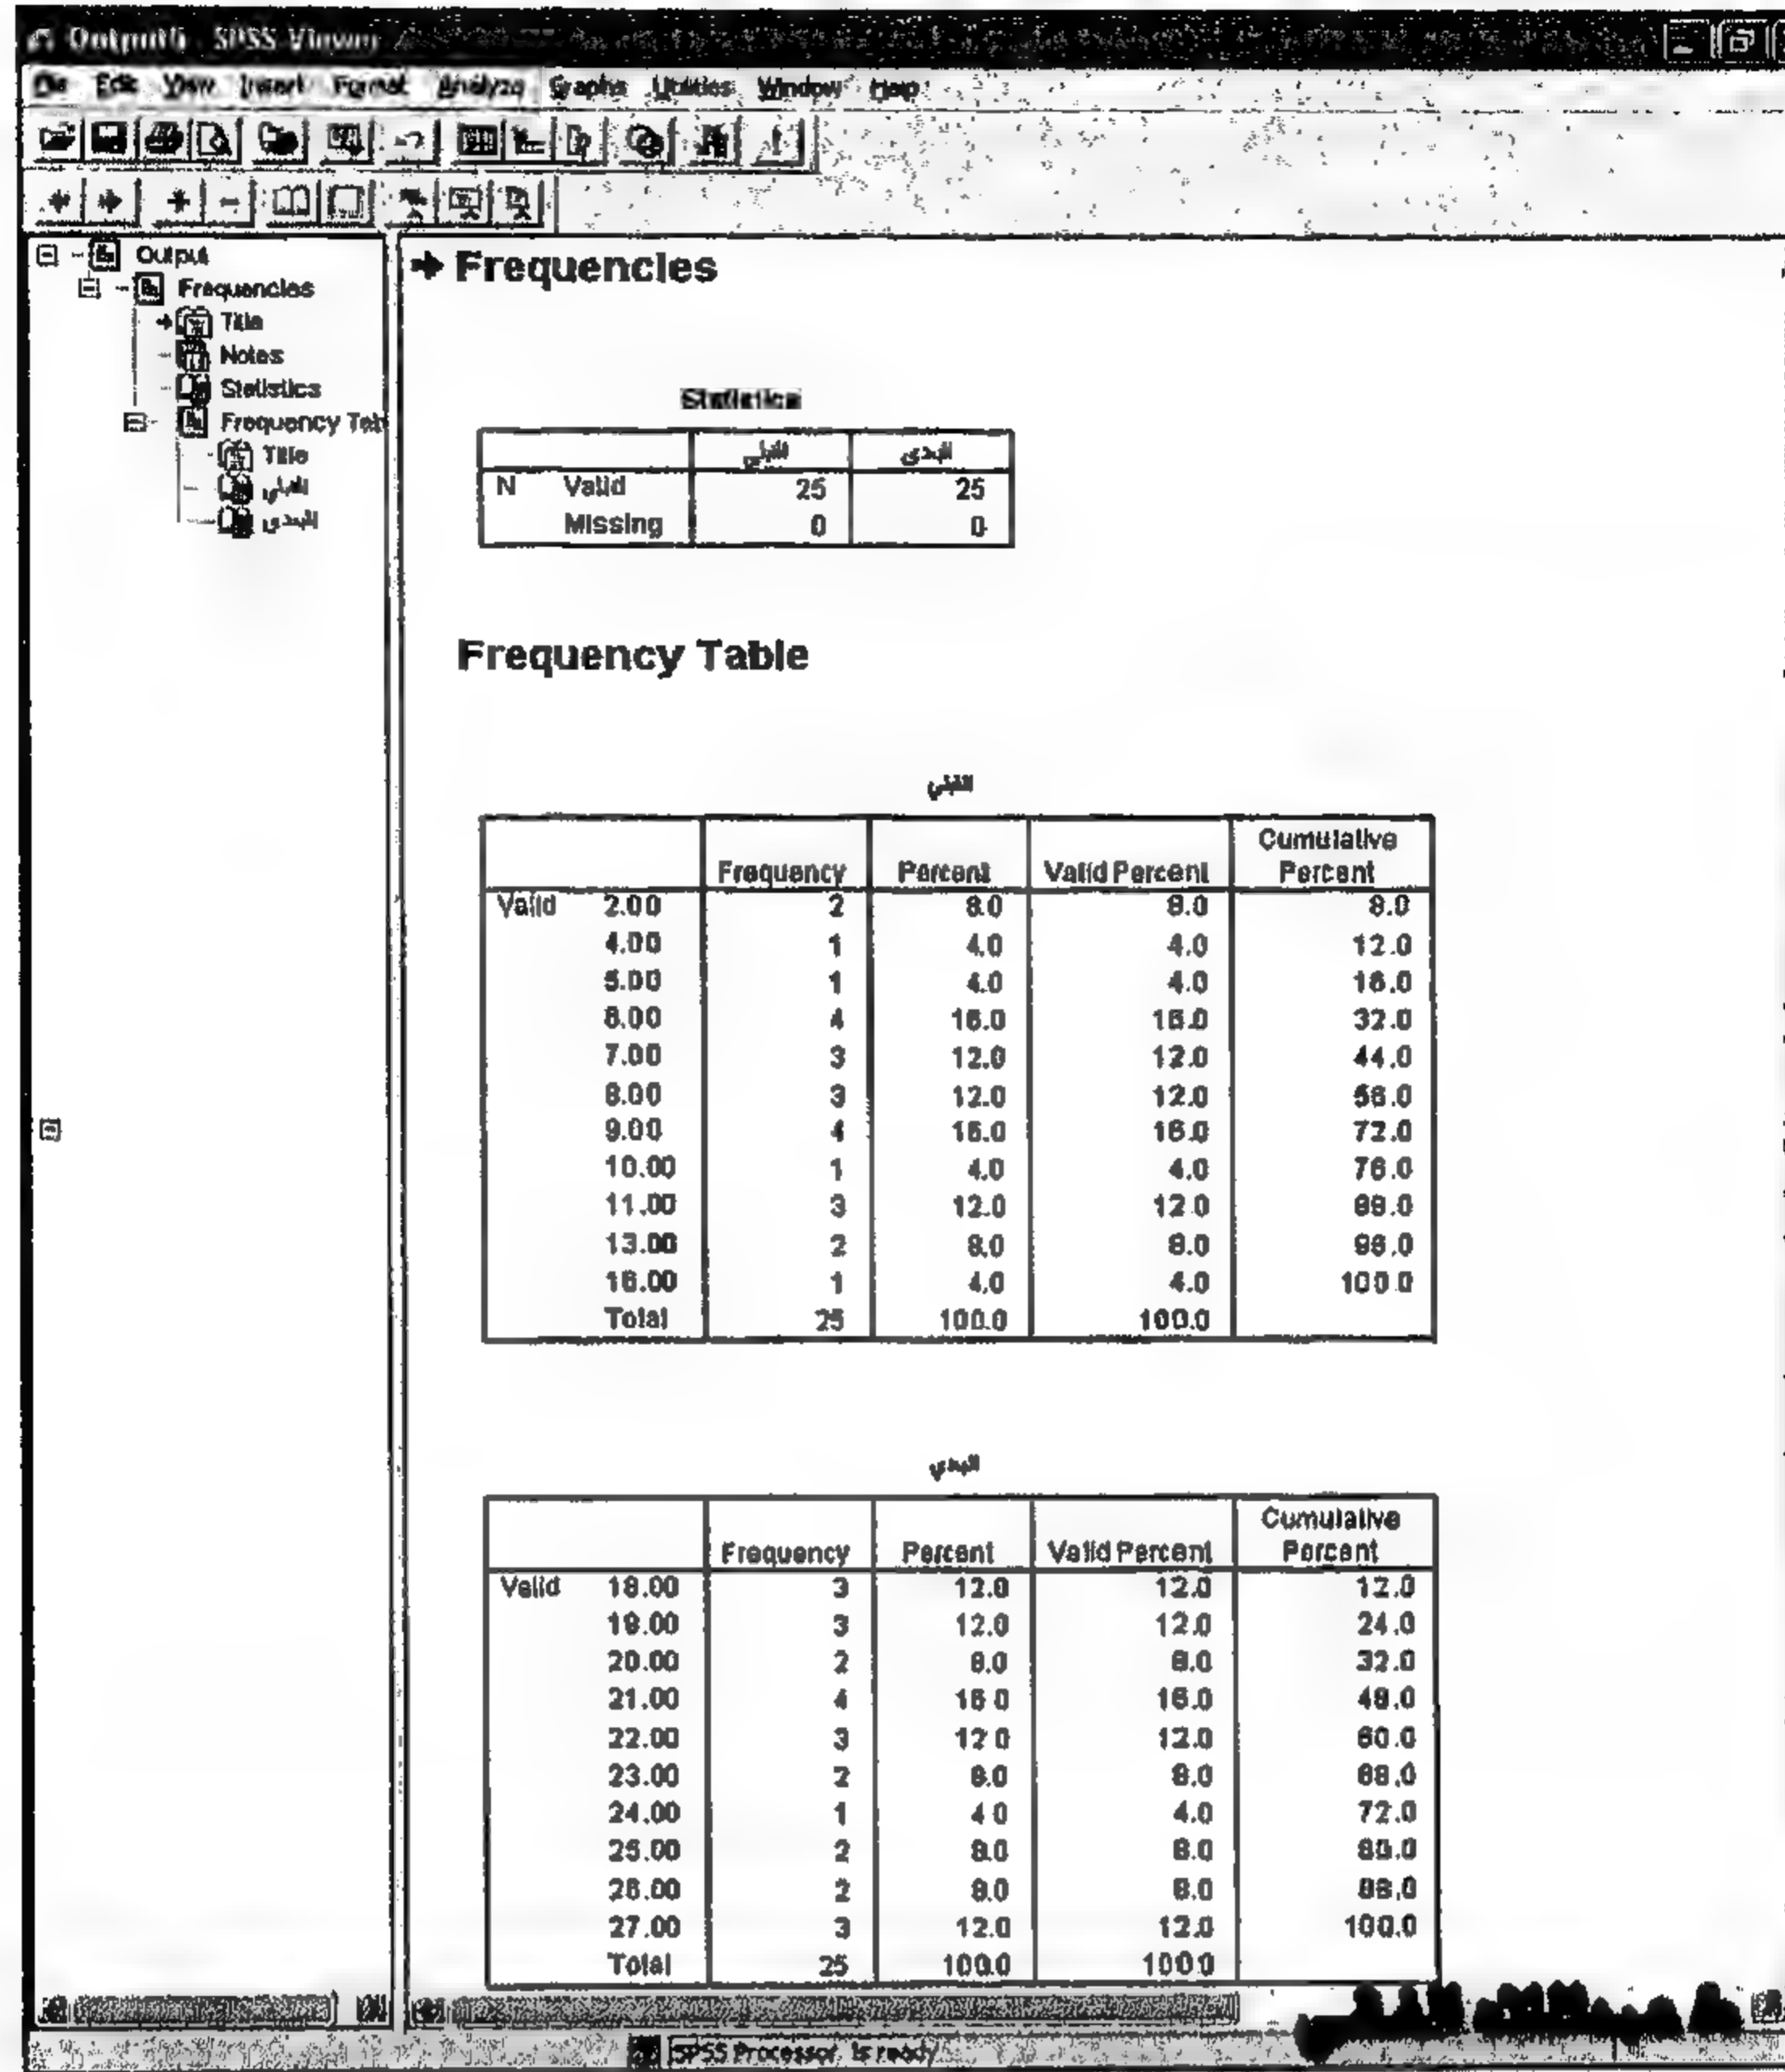 Output5 - SPSS Viewer
File Edit View Insert Format Analyze Graphs Utilities Window Help
Output
Frequencies
Title
Notes
Statistics
Frequency Tab
Title
القبلي
البعدي
Frequencies
Statistics
القبلي البعدي
N Valid 25 25
Missing 0 0
Frequency Table
القبلي
Frequency Percent Valid Percent Cumulative Percent
Valid 2.00 2 8.0 8.0 8.0
4.00 1 4.0 4.0 12.0
5.00 1 4.0 4.0 16.0
6.00 4 16.0 16.0 32.0
7.00 3 12.0 12.0 44.0
8.00 3 12.0 12.0 56.0
9.00 4 16.0 16.0 72.0
10.00 1 4.0 4.0 76.0
11.00 3 12.0 12.0 88.0
13.00 2 8.0 8.0 96.0
16.00 1 4.0 4.0 100.0
Total 25 100.0 100.0
البعدي
Frequency Percent Valid Percent Cumulative Percent
Valid 18.00 3 12.0 12.0 12.0
19.00 3 12.0 12.0 24.0
20.00 2 8.0 8.0 32.0
21.00 4 16.0 16.0 48.0
22.00 3 12.0 12.0 60.0
23.00 2 8.0 8.0 68.0
24.00 1 4.0 4.0 72.0
25.00 2 8.0 8.0 80.0
26.00 2 8.0 8.0 88.0
27.00 3 12.0 12.0 100.0
Total 25 100.0 100.0
SPSS Processor is ready